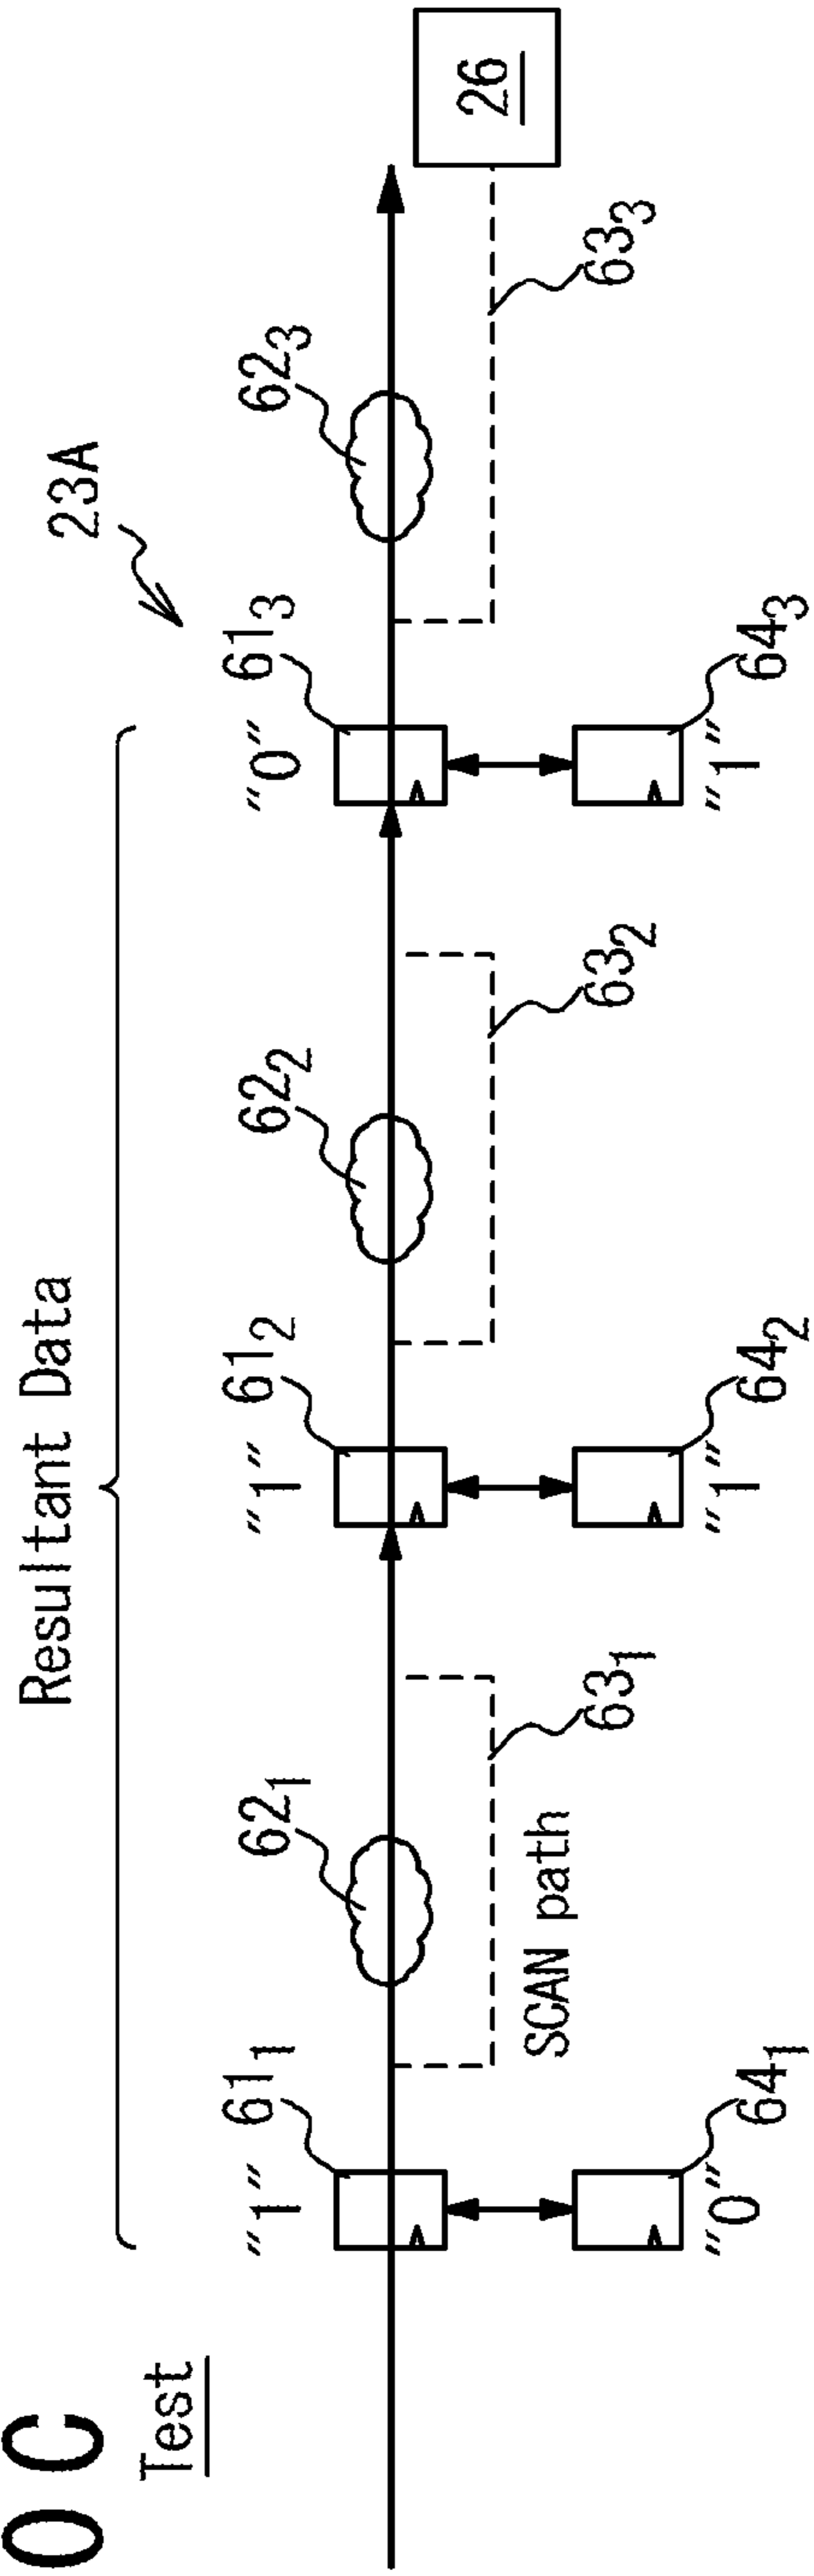 0 C
Test
Resultant Data
23A
"1" 61₁
62₁
"1" 61₂
62₂
"0" 61₃
62₃
26
SCAN path
63₁
63₂
63₃
"0" 64₁
"1" 64₂
"1" 64₃